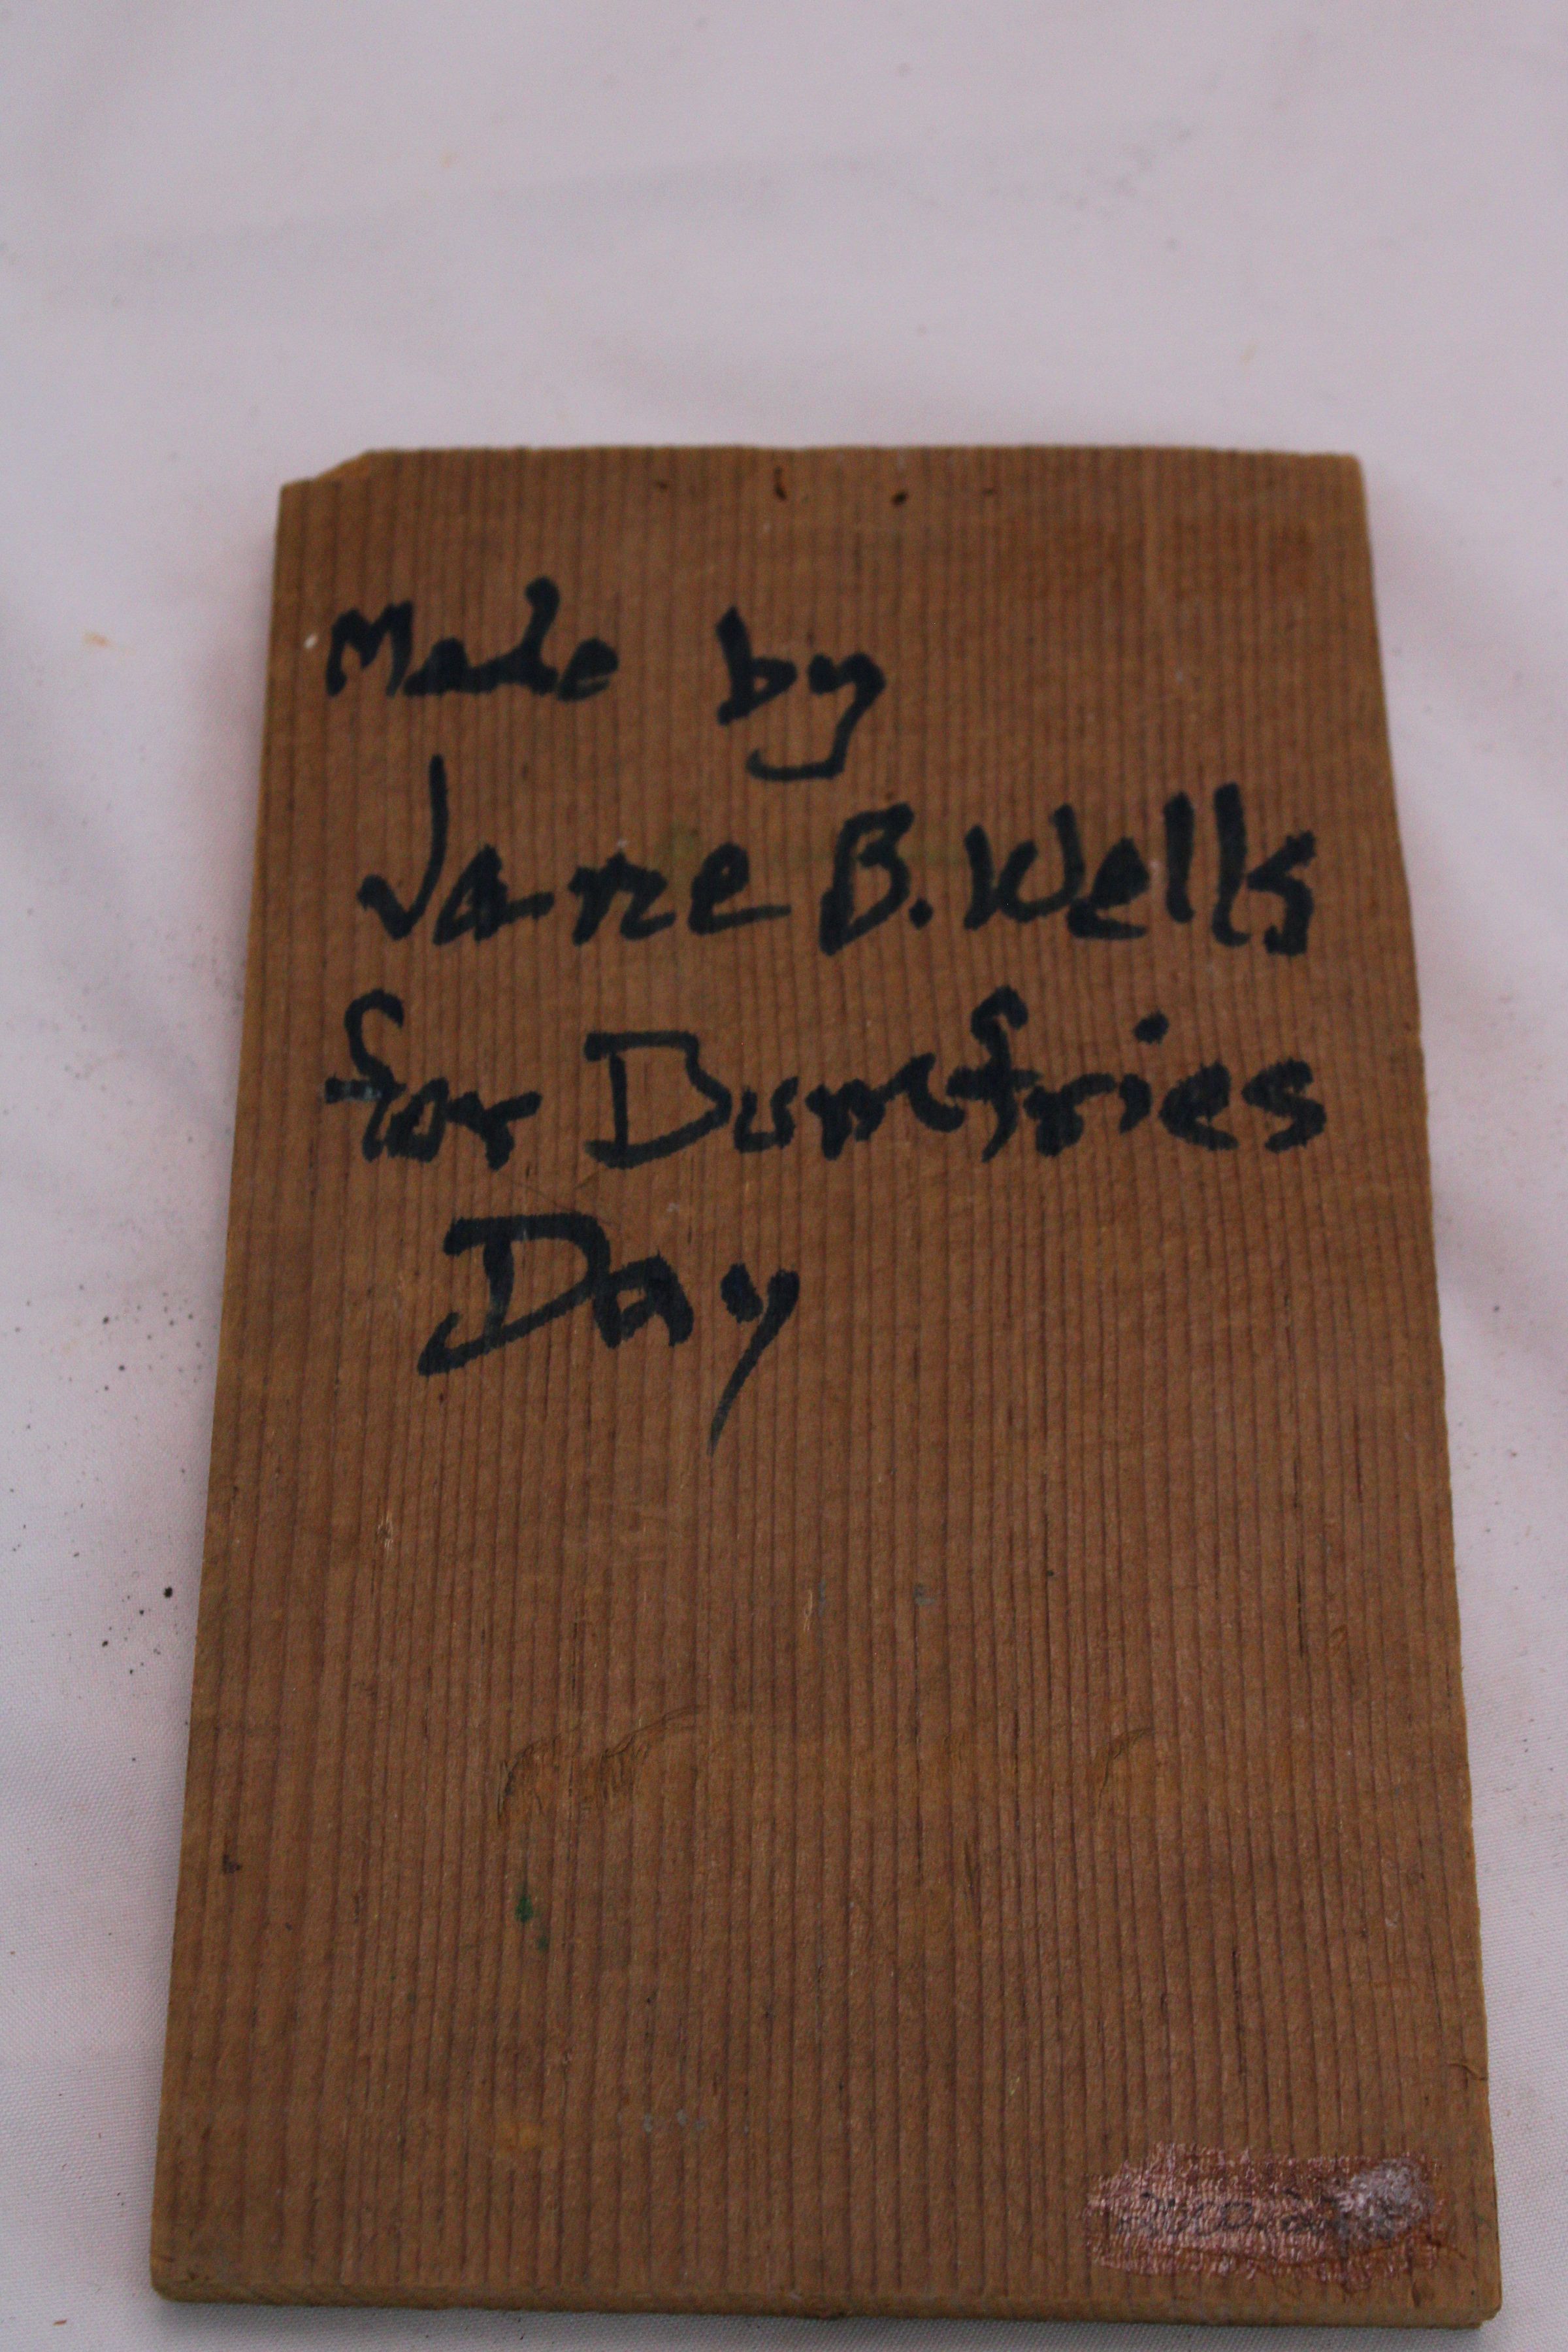 Made by
Jane B. Wells
for Dumfries
Day